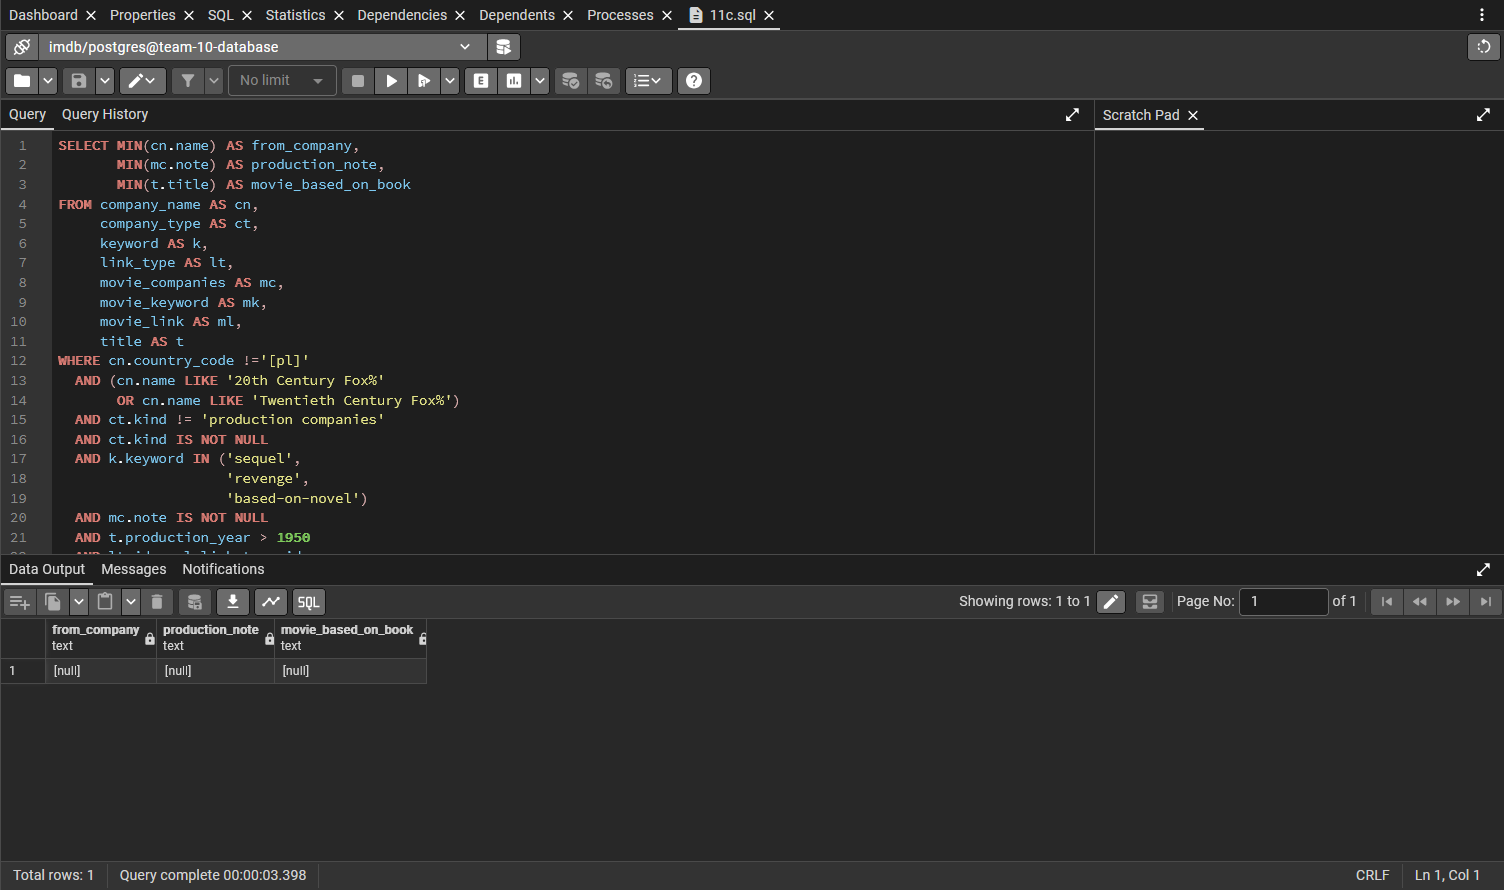 Dashboard Properties SQL Statistics Dependencies Dependents Processes 11c.sql
imdb/postgres@team-10-database
No limit E
Query Query History Scratch Pad
1 SELECT MIN(cn.name) AS from_company,
2 MIN(mc.note) AS production_note,
3 MIN(t.title) AS movie_based_on_book
4 FROM company_name AS cn,
5 company_type AS ct,
6 keyword AS k,
7 link_type AS lt,
8 movie_companies AS mc,
9 movie_keyword AS mk,
10 movie_link AS ml,
11 title AS t
12 WHERE cn.country_code !='[pl]'
13 AND (cn.name LIKE '20th Century Fox%'
14 OR cn.name LIKE 'Twentieth Century Fox%')
15 AND ct.kind != 'production companies'
16 AND ct.kind IS NOT NULL
17 AND k.keyword IN ('sequel',
18 'revenge',
19 'based-on-novel')
20 AND mc.note IS NOT NULL
21 AND t.production_year > 1950
Data Output Messages Notifications
SQL Showing rows: 1 to 1 Page No: 1 of 1
from_company production_note movie_based_on_book
text text text
1 [null] [null] [null]
Total rows: 1 Query complete 00:00:03.398 CRLF Ln 1, Col 1